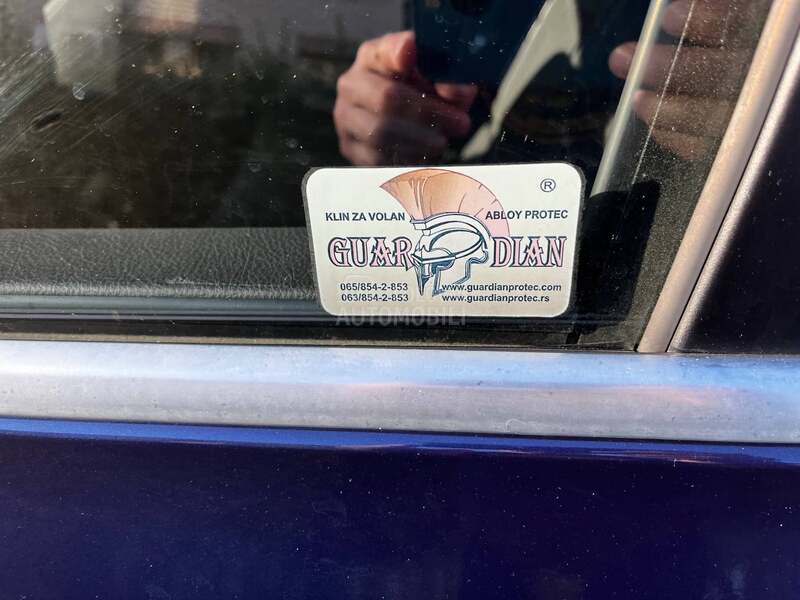 ®
KLIN ZA VOLAN ABLOY PROTEC
GUARDIAN
065/854-2-853 www.guardianprotec.com
063/854-2-853 www.guardianprotec.rs
AUTOMOBILI